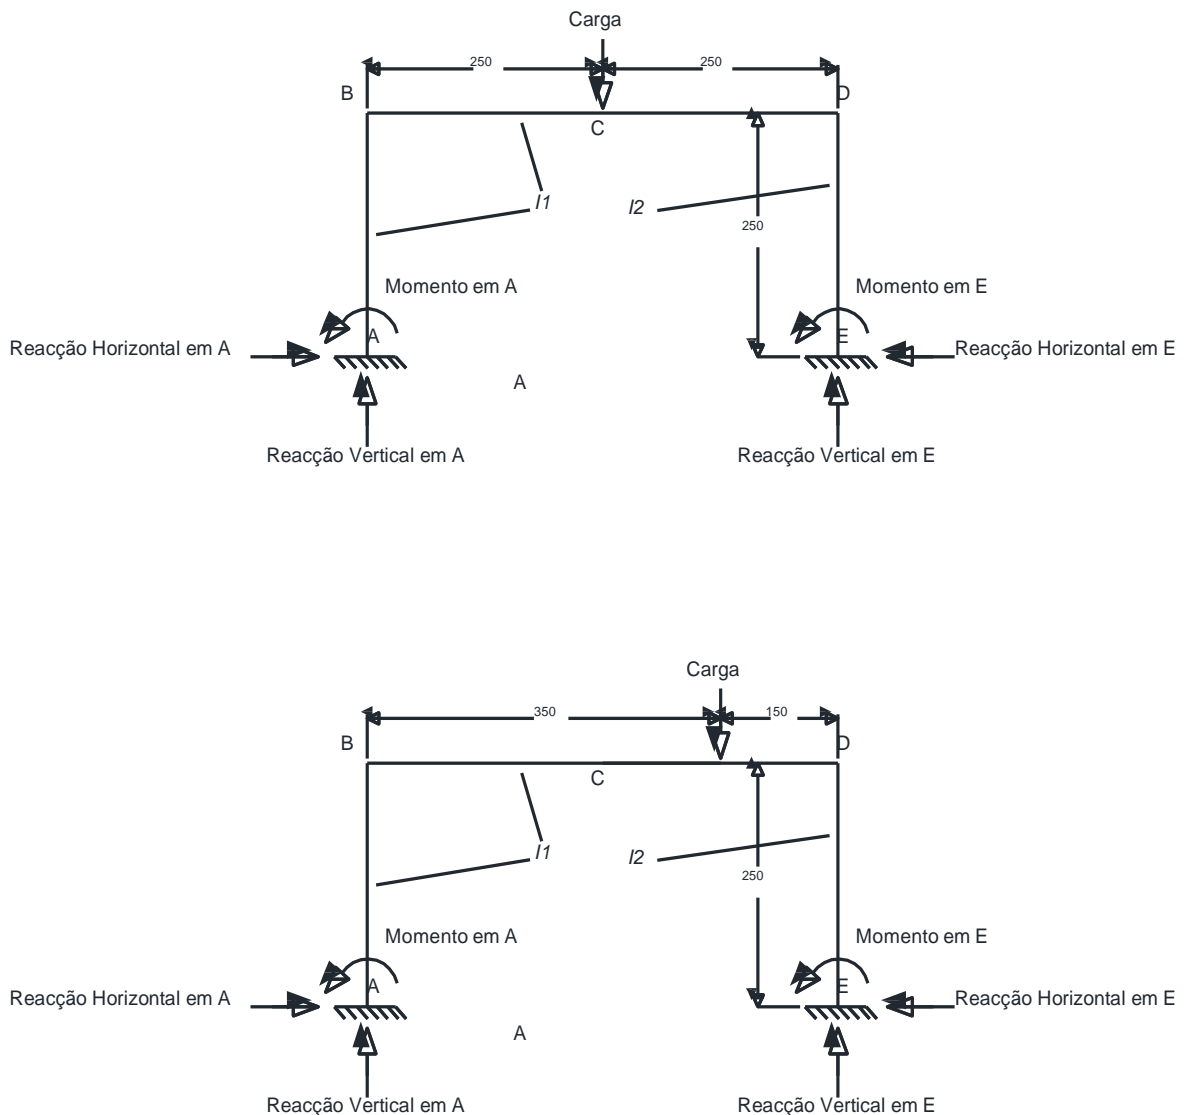 Carga
250 250
B D
C
I1 I2
250
Momento em A Momento em E
A E
Reacção Horizontal em A Reacção Horizontal em E
A
Reacção Vertical em A Reacção Vertical em E
Carga
350 150
B D
C
I1 I2
250
Momento em A Momento em E
A E
Reacção Horizontal em A Reacção Horizontal em E
A
Reacção Vertical em A Reacção Vertical em E